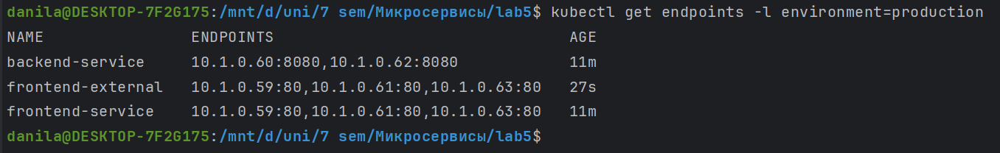 danila@DESKTOP-7F2G175:/mnt/d/uni/7 sem/Микросервисы/lab5$ kubectl get endpoints -l environment=production
NAME ENDPOINTS AGE
backend-service 10.1.0.60:8080,10.1.0.62:8080 11m
frontend-external 10.1.0.59:80,10.1.0.61:80,10.1.0.63:80 27s
frontend-service 10.1.0.59:80,10.1.0.61:80,10.1.0.63:80 11m
danila@DESKTOP-7F2G175:/mnt/d/uni/7 sem/Микросервисы/lab5$